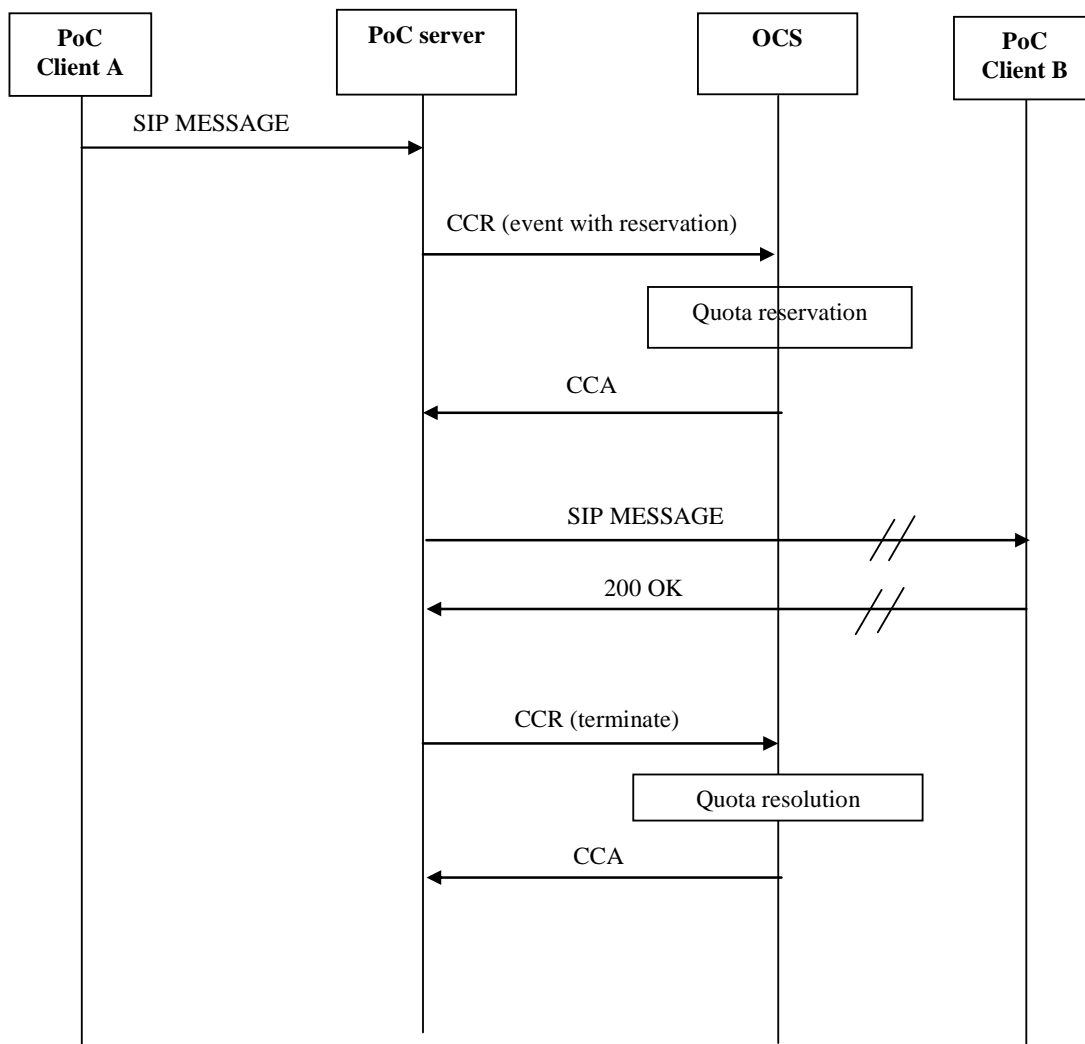 PoC
Client A
PoC server
OCS
PoC
Client B
SIP MESSAGE
CCR (event with reservation)
Quota reservation
CCA
SIP MESSAGE
200 OK
CCR (terminate)
Quota resolution
CCA